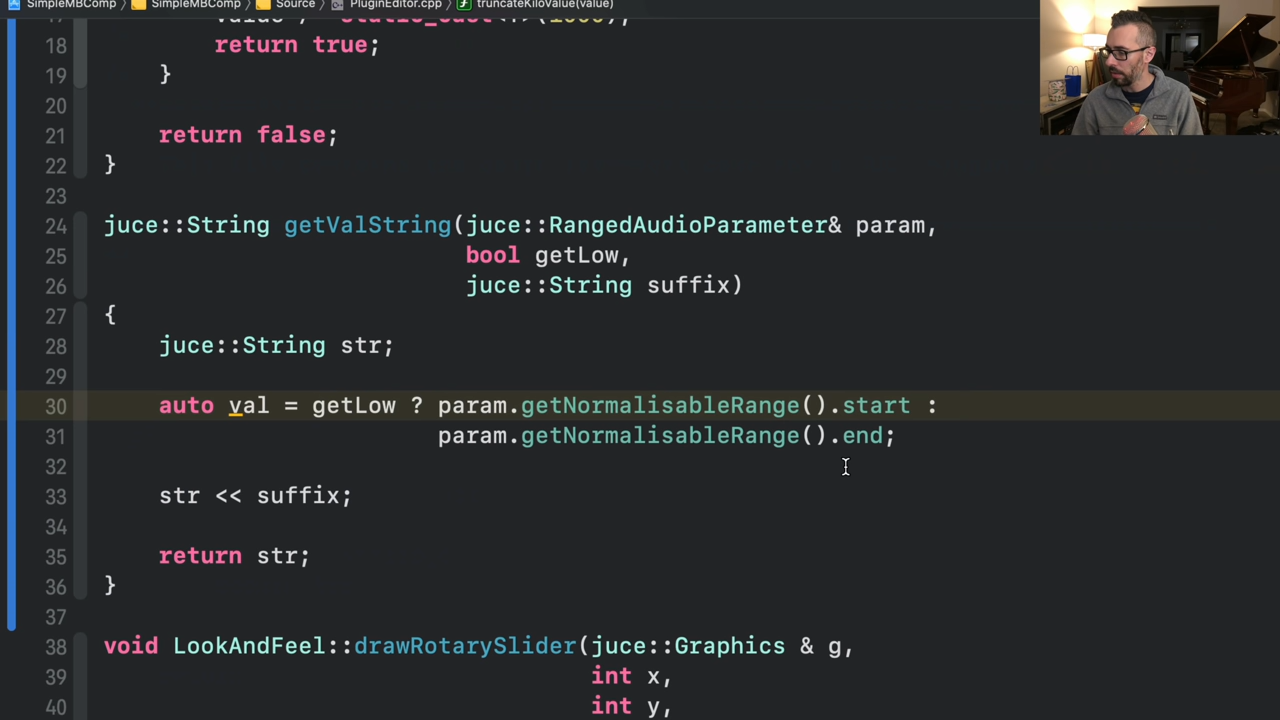 SimpleMBComp SimpleMBComp Source PluginEditor.cpp truncateKiloValue(value)
18 return true;
19 }
20
21 return false;
22 }
23
24 juce::String getValString(juce::RangedAudioParameter& param,
25 bool getLow,
26 juce::String suffix)
27 {
28 juce::String str;
29
30 auto val = getLow ? param.getNormalisableRange().start :
31 param.getNormalisableRange().end;
32
33 str << suffix;
34
35 return str;
36 }
37
38 void LookAndFeel::drawRotarySlider(juce::Graphics & g,
39 int x,
40 int y,